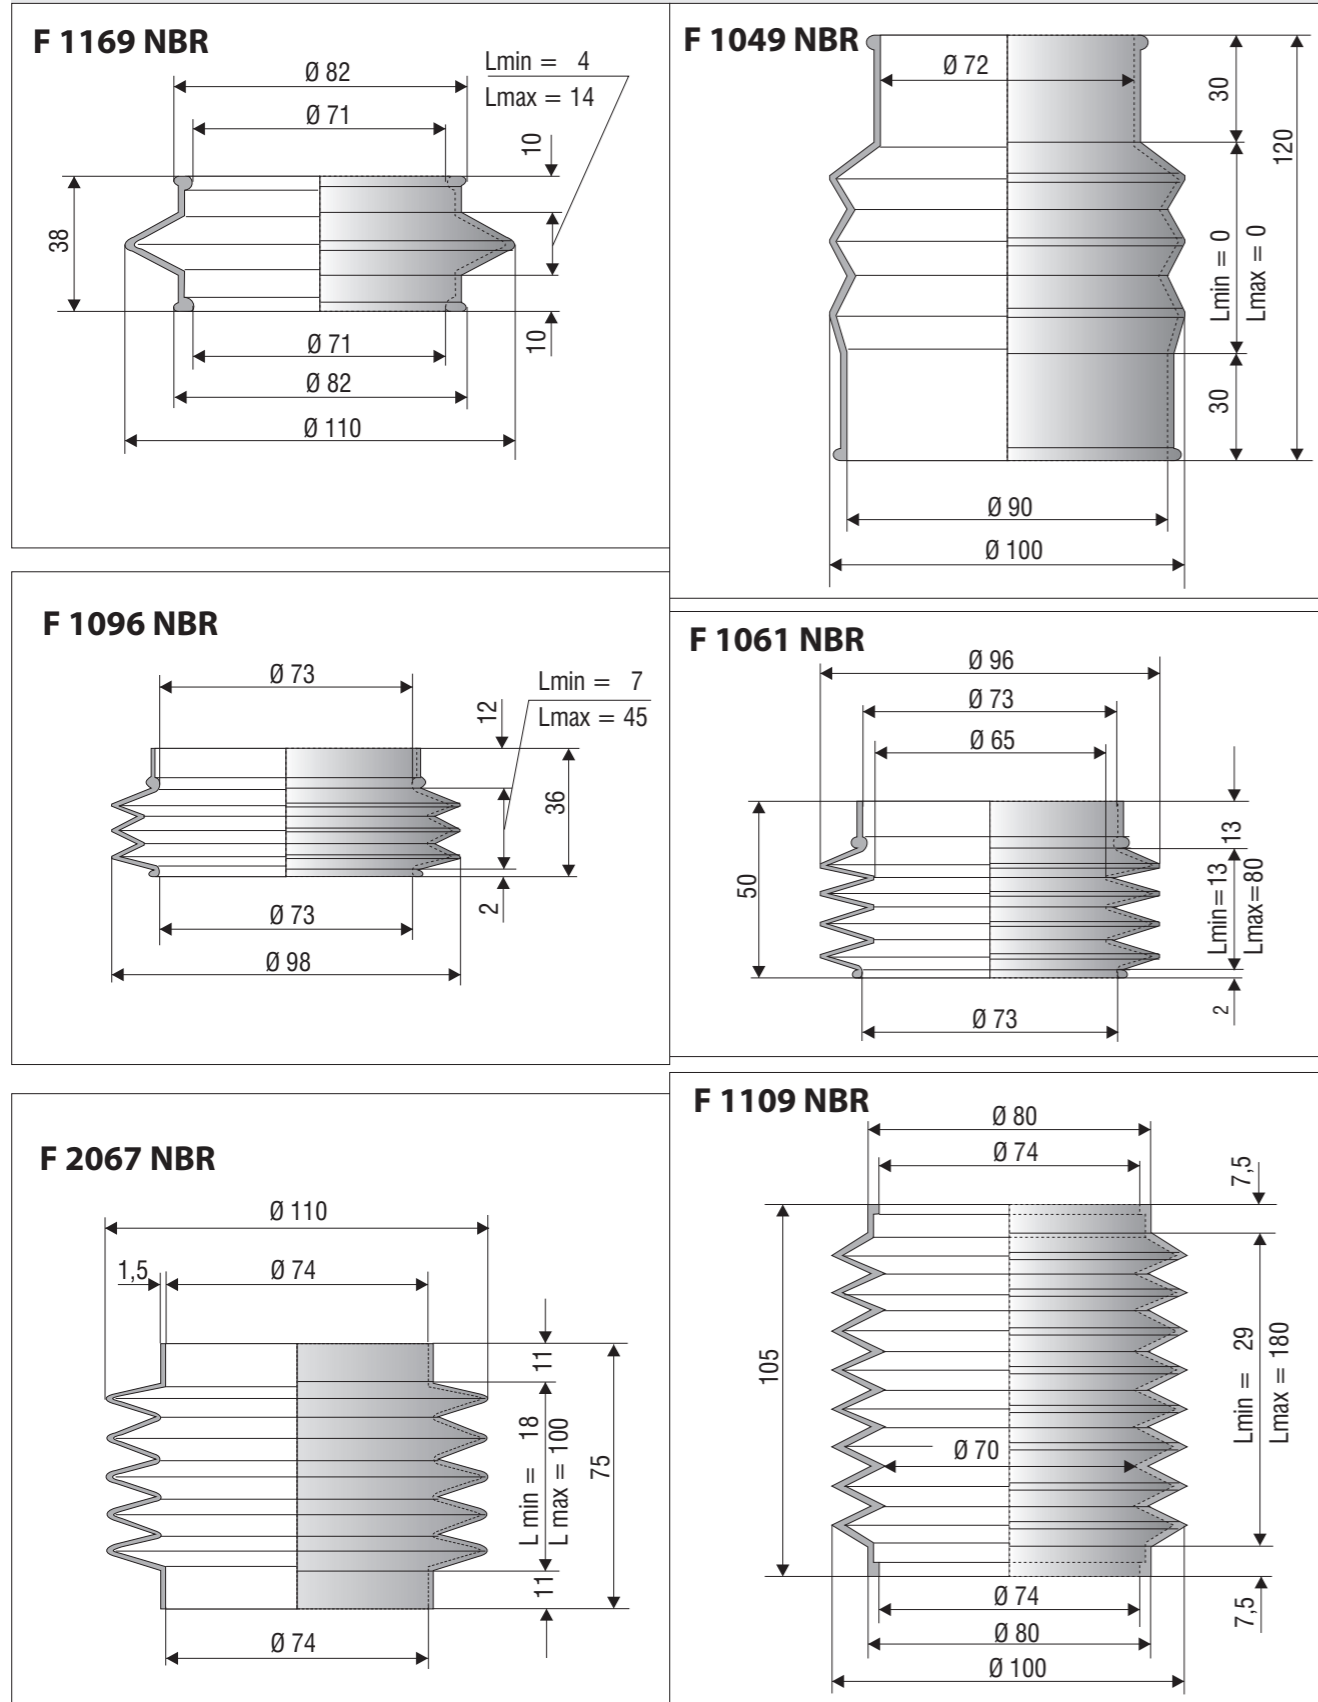 F 1169 NBR
Ø 82
Lmin = 4
Lmax = 14
Ø 71
10
38
10
Ø 71
Ø 82
Ø 110
F 1049 NBR
Ø 72
30
120
Lmin = 0
Lmax = 0
30
Ø 90
Ø 100
F 1096 NBR
Ø 73
Lmin = 7
Lmax = 45
12
36
2
Ø 73
Ø 98
F 1061 NBR
Ø 96
Ø 73
Ø 65
13
50
Lmin=13
Lmax=80
2
Ø 73
F 2067 NBR
Ø 110
1,5
Ø 74
11
L min = 18
L max = 100
75
11
Ø 74
F 1109 NBR
Ø 80
Ø 74
7,5
105
Lmin = 29
Lmax = 180
Ø 70
Ø 74
7,5
Ø 80
Ø 100